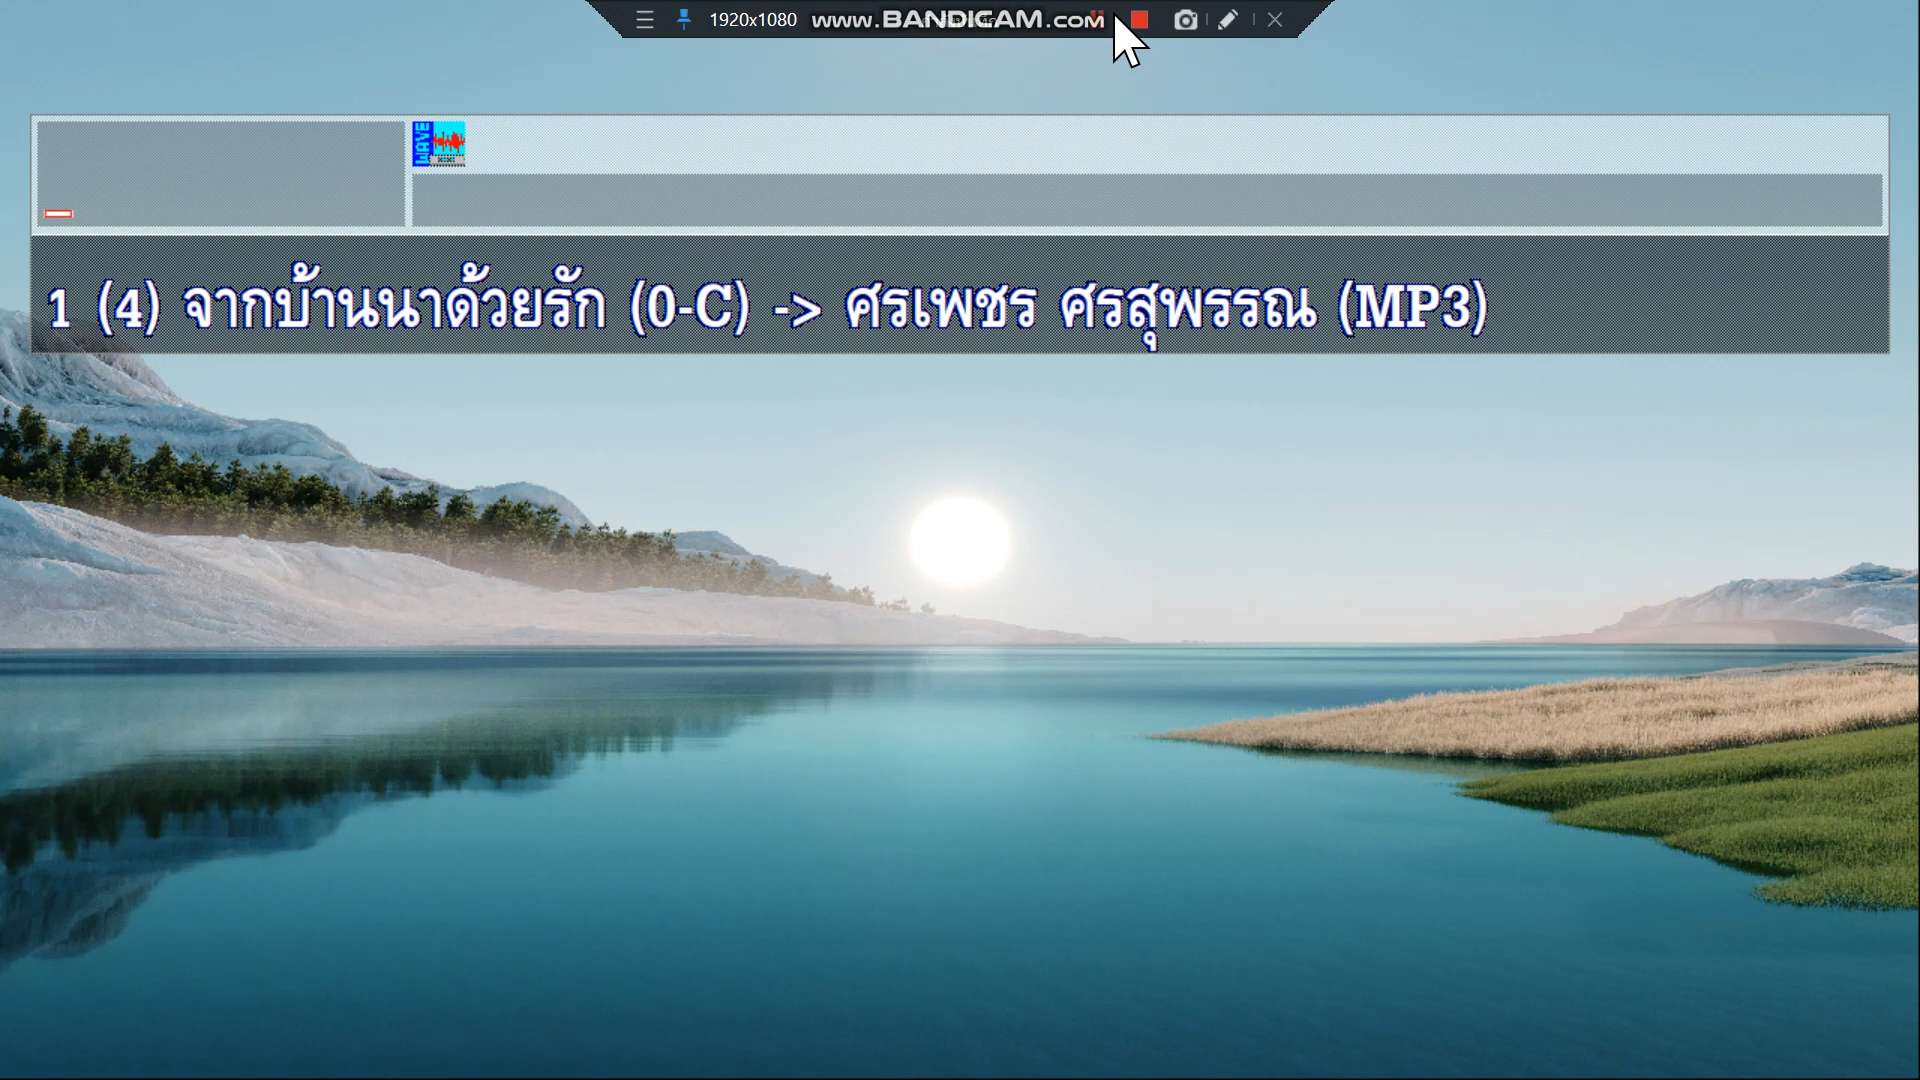 1920x1080 www.BANDICAM.com
WAVE
1 (4) จากบ้านนาด้วยรัก (0-C) -> ศรเพชร ศรสุพรรณ (MP3)